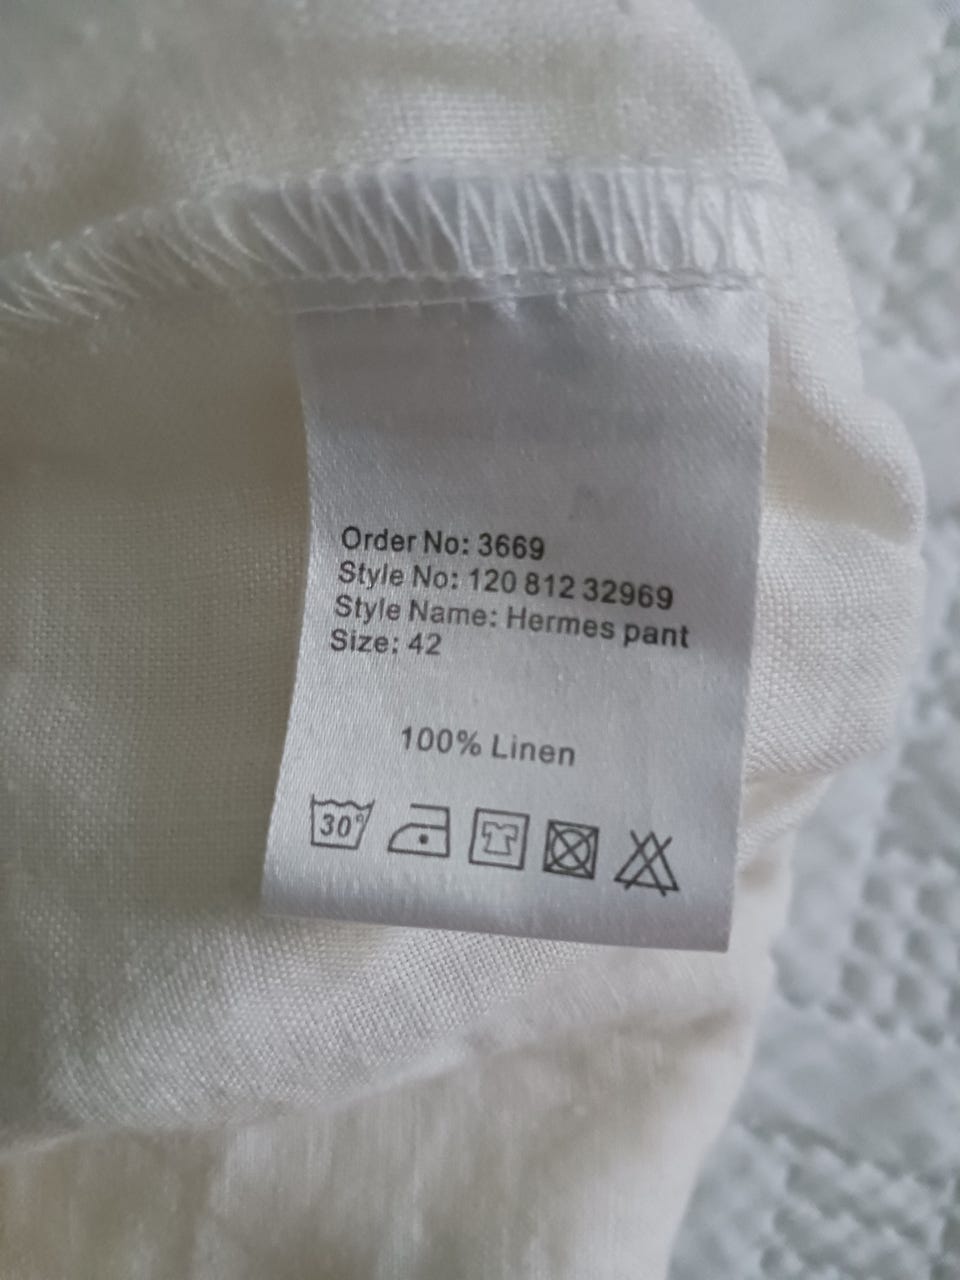 Order No: 3669
Style No: 120 812 32969
Style Name: Hermes pant
Size: 42
100% Linen
30°